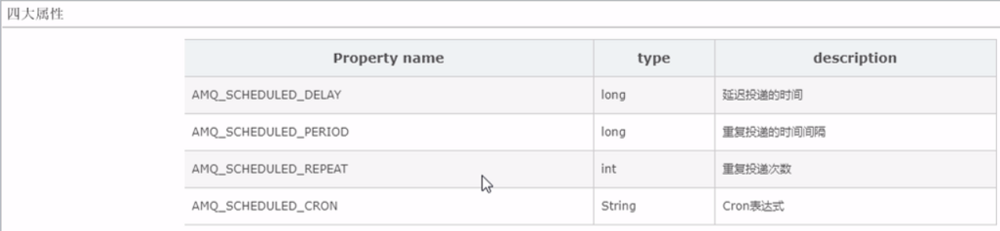 四大属性
Property name type description
AMQ_SCHEDULED_DELAY long 延迟投递的时间
AMQ_SCHEDULED_PERIOD long 重复投递的时间间隔
AMQ_SCHEDULED_REPEAT int 重复投递次数
AMQ_SCHEDULED_CRON String Cron表达式